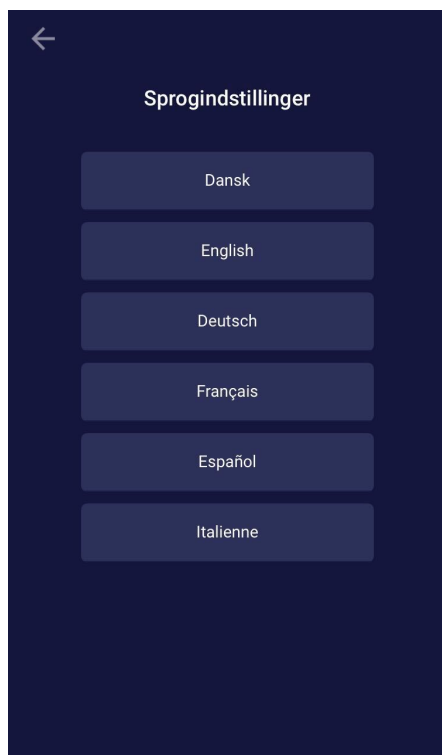 Sprogindstillinger
Dansk
English
Deutsch
Français
Español
Italienne